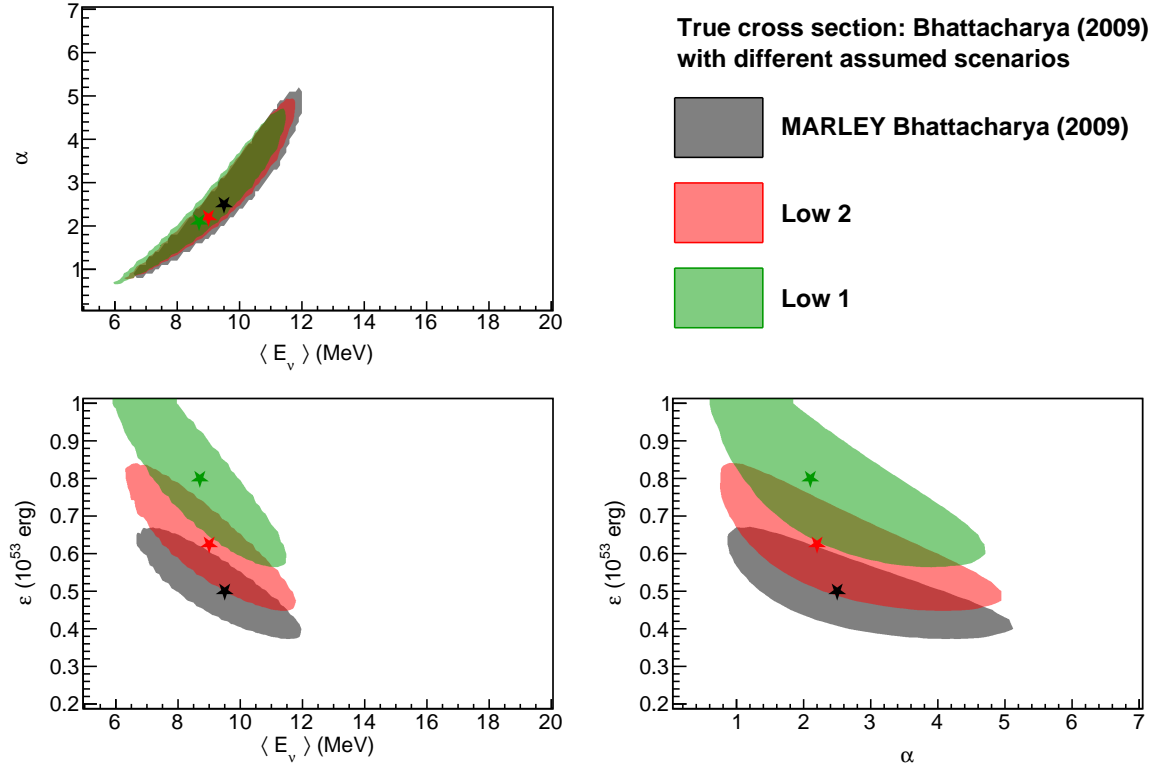 7
6
5
4
3
2
1
α
6 8 10 12 14 16 18 20
⟨ E_ν ⟩ (MeV)
True cross section: Bhattacharya (2009)
with different assumed scenarios
MARLEY Bhattacharya (2009)
Low 2
Low 1
1
0.9
0.8
0.7
0.6
0.5
0.4
0.3
0.2
ε (10^53 erg)
6 8 10 12 14 16 18 20
⟨ E_ν ⟩ (MeV)
1
0.9
0.8
0.7
0.6
0.5
0.4
0.3
0.2
ε (10^53 erg)
1 2 3 4 5 6 7
α